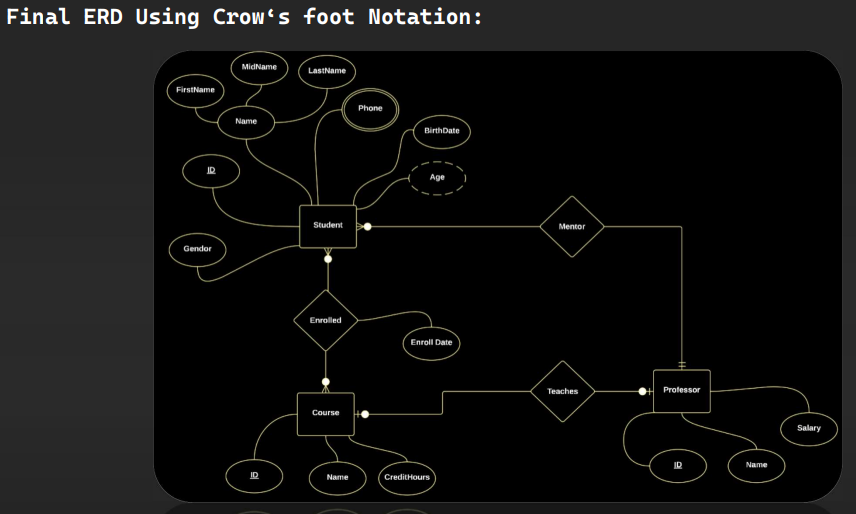 Final ERD Using Crow‘s foot Notation:
MidName
LastName
FirstName
Phone
Name
BirthDate
ID
Age
Student
Mentor
Gendor
Enrolled
Enroll Date
Teaches
Professor
Course
Salary
ID
Name
CreditHours
ID
Name